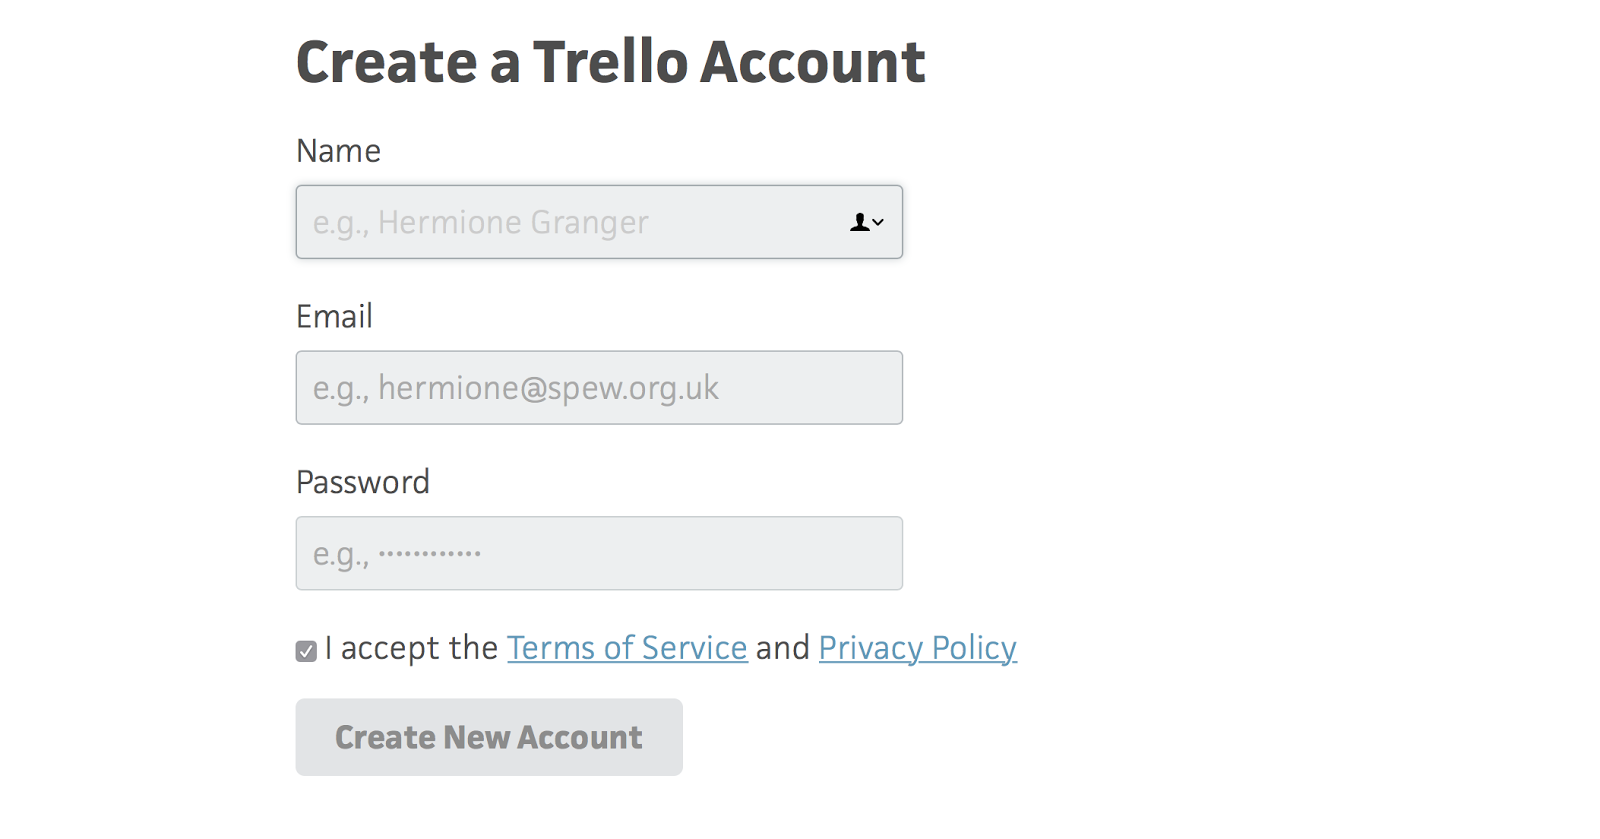 Create a Trello Account
Name
e.g., Hermione Granger
Email
e.g., hermione@spew.org.uk
Password
e.g., ••••••••••••
I accept the Terms of Service and Privacy Policy
Create New Account